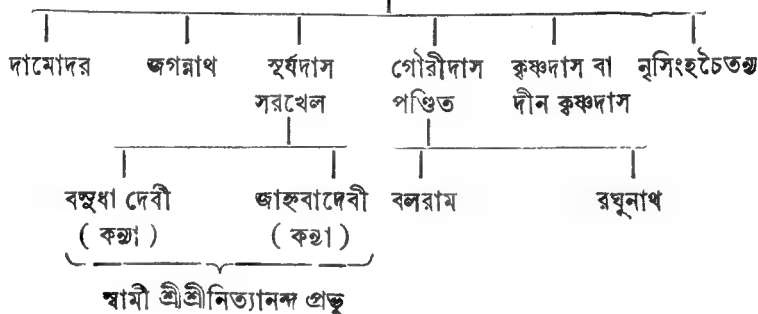 দামোদর জগন্নাথ সূর্যদাস গৌরীদাস কৃষ্ণদাস বা নৃসিংহচৈতন্য
সরখেল পণ্ডিত দীন কৃষ্ণদাস
বসুধা দেবী জাহ্নবাদেবী বলরাম রঘুনাথ
( কন্যা ) ( কন্যা )
স্বামী শ্রীশ্রীনিত্যানন্দ প্রভু